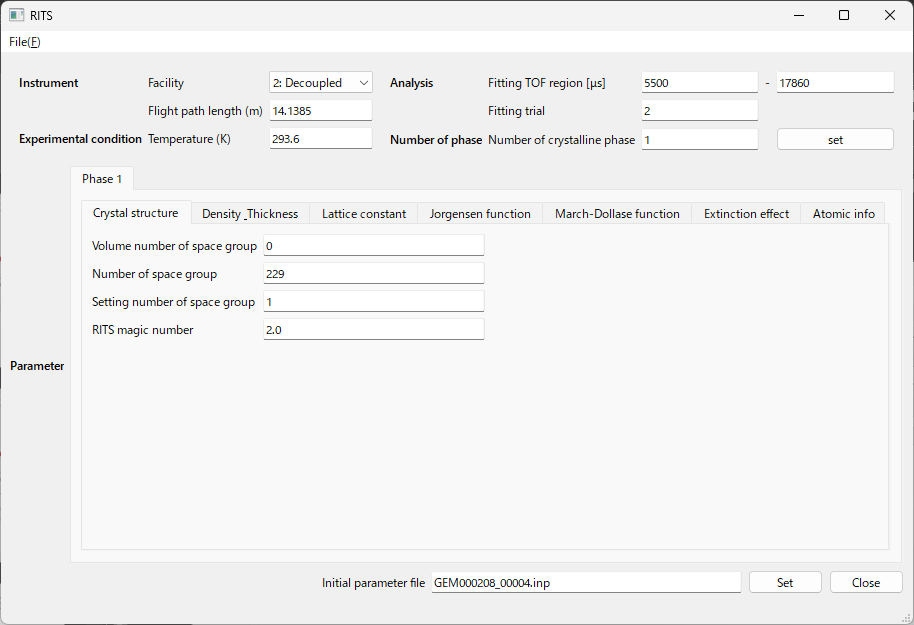 RITS
File(F)
Instrument Facility 2: Decoupled Analysis Fitting TOF region [µs] 5500 - 17860
Flight path length (m) 14.1385 Fitting trial 2
Experimental condition Temperature (K) 293.6 Number of phase Number of crystalline phase 1 set
Phase 1
Crystal structure Density _Thickness Lattice constant Jorgensen function March-Dollase function Extinction effect Atomic info
Volume number of space group 0
Number of space group 229
Setting number of space group 1
RITS magic number 2.0
Parameter
Initial parameter file GEM000208_00004.inp Set Close